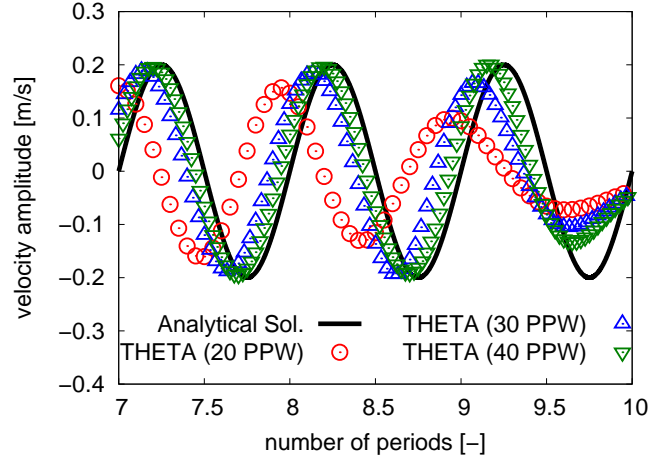 0.4
0.3
0.2
0.1
0
−0.1
−0.2
−0.3
−0.4
velocity amplitude [m/s]
Analytical Sol.
THETA (20 PPW)
THETA (30 PPW)
THETA (40 PPW)
7 7.5 8 8.5 9 9.5 10
number of periods [−]